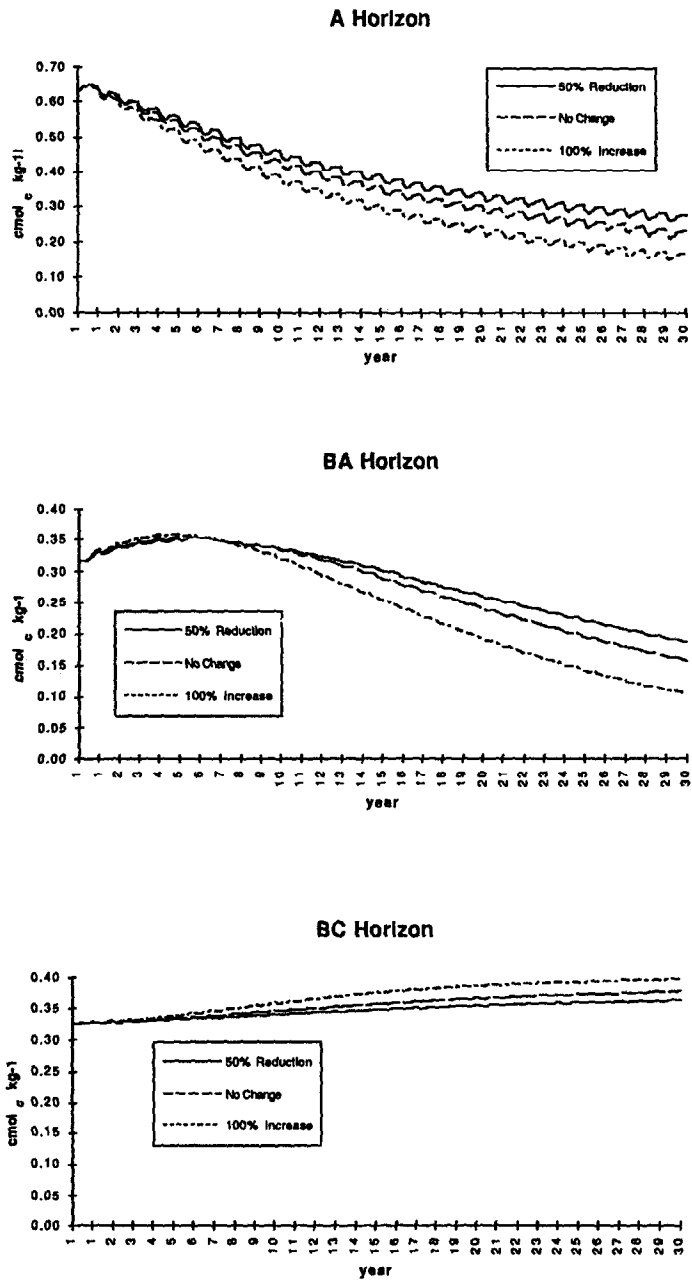 A Horizon
0.70
0.60
0.50
0.40
0.30
0.20
0.10
0.00
cmol c kg-1|
50% Reduction
No Change
100% Increase
1 1 2 3 4 5 6 7 8 9 10 11 12 13 14 15 16 17 18 19 20 21 22 23 24 25 26 27 28 29 30
year
BA Horizon
0.40
0.35
0.30
0.25
0.20
0.15
0.10
0.05
0.00
cmol c kg-1
50% Reduction
No Change
100% Increase
1 1 2 3 4 5 6 7 8 9 10 11 12 13 14 15 16 17 18 19 20 21 22 23 24 25 26 27 28 29 30
year
BC Horizon
0.40
0.35
0.30
0.25
0.20
0.15
0.10
0.05
0.00
cmol c kg-1
50% Reduction
No Change
100% Increase
1 1 2 3 4 5 6 7 8 9 10 11 12 13 14 15 16 17 18 19 20 21 22 23 24 25 26 27 28 29 30
year